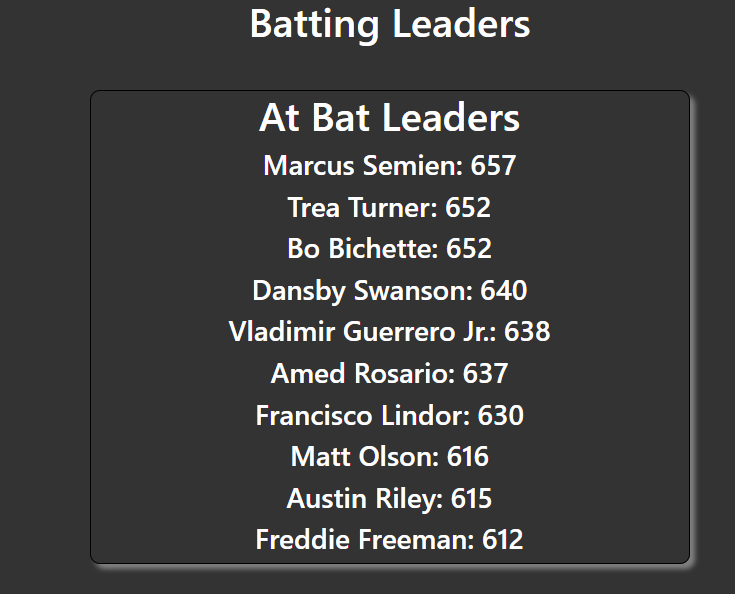 Batting Leaders
At Bat Leaders
Marcus Semien: 657
Trea Turner: 652
Bo Bichette: 652
Dansby Swanson: 640
Vladimir Guerrero Jr.: 638
Amed Rosario: 637
Francisco Lindor: 630
Matt Olson: 616
Austin Riley: 615
Freddie Freeman: 612